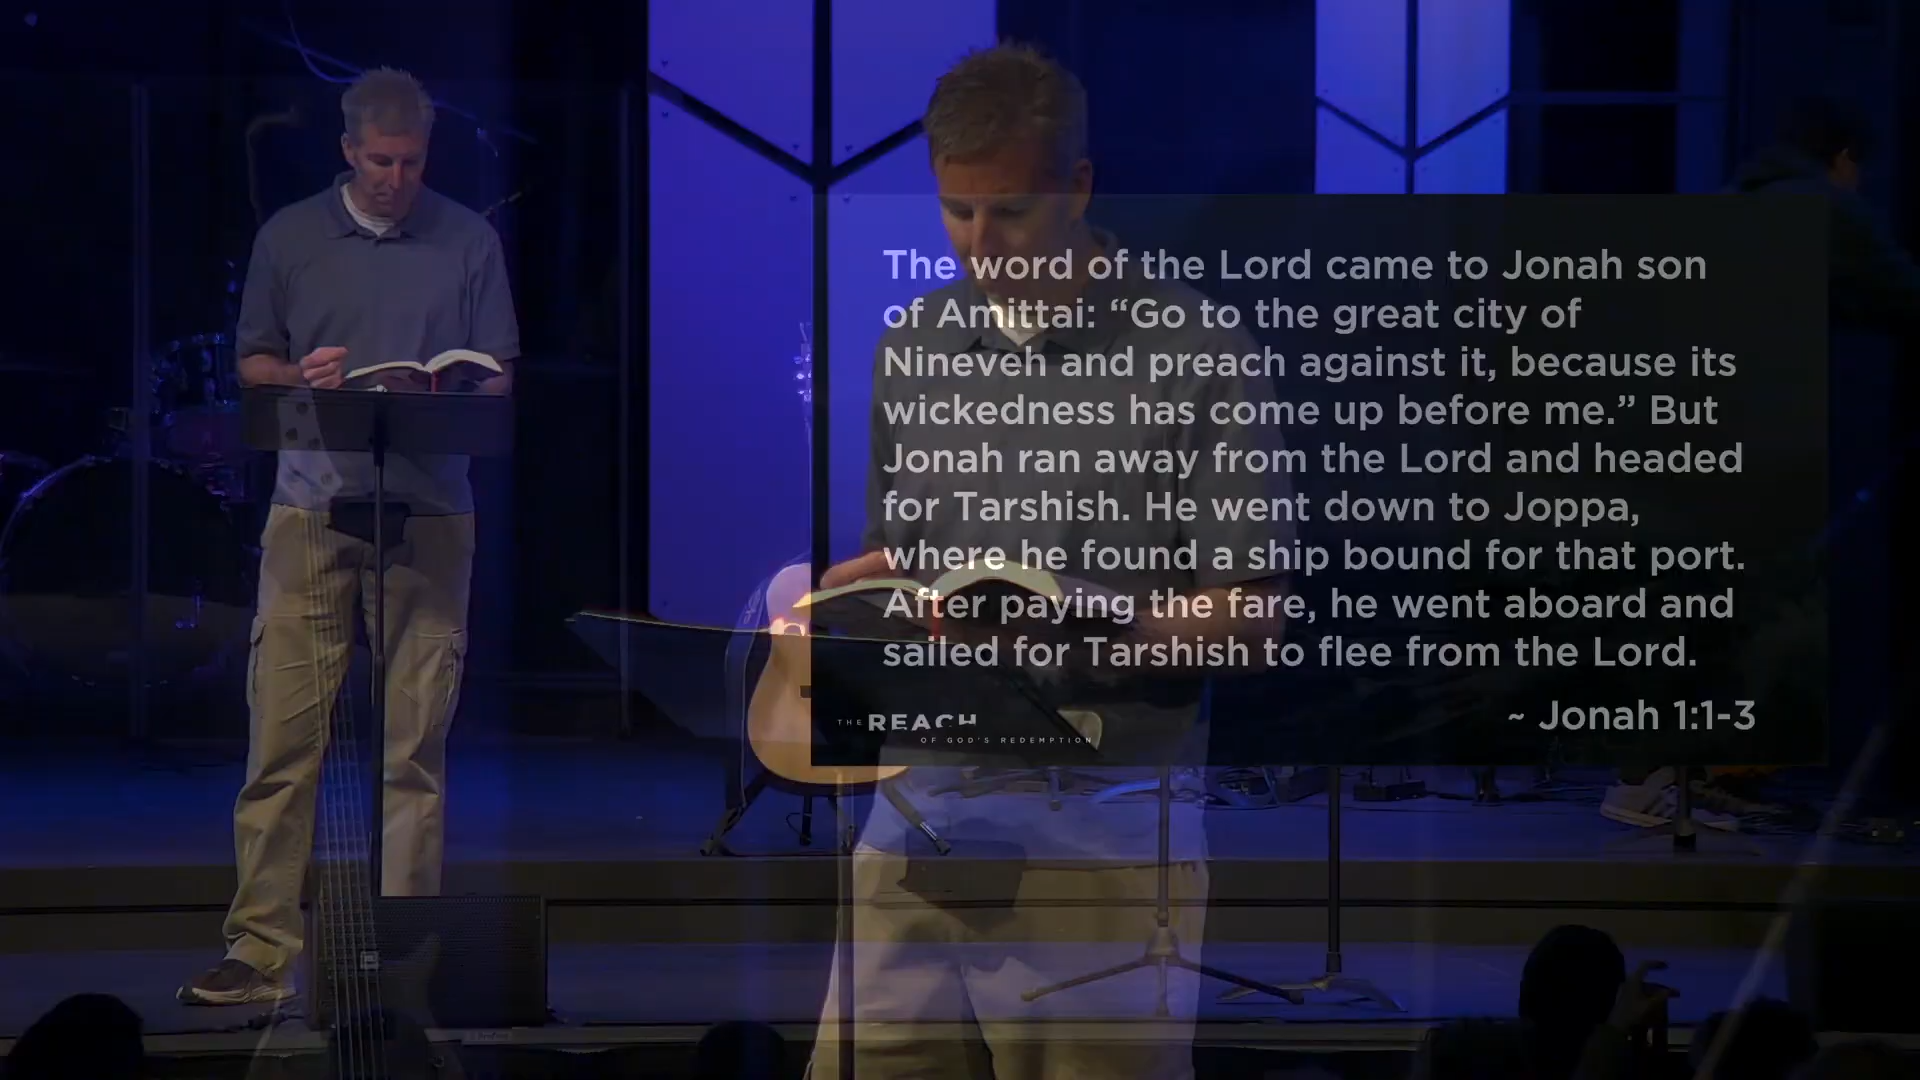 The word of the Lord came to Jonah son
of Amittai: “Go to the great city of
Nineveh and preach against it, because its
wickedness has come up before me.” But
Jonah ran away from the Lord and headed
for Tarshish. He went down to Joppa,
where he found a ship bound for that port.
After paying the fare, he went aboard and
sailed for Tarshish to flee from the Lord.
~ Jonah 1:1-3
THE REACH
OF GOD'S REDEMPTION